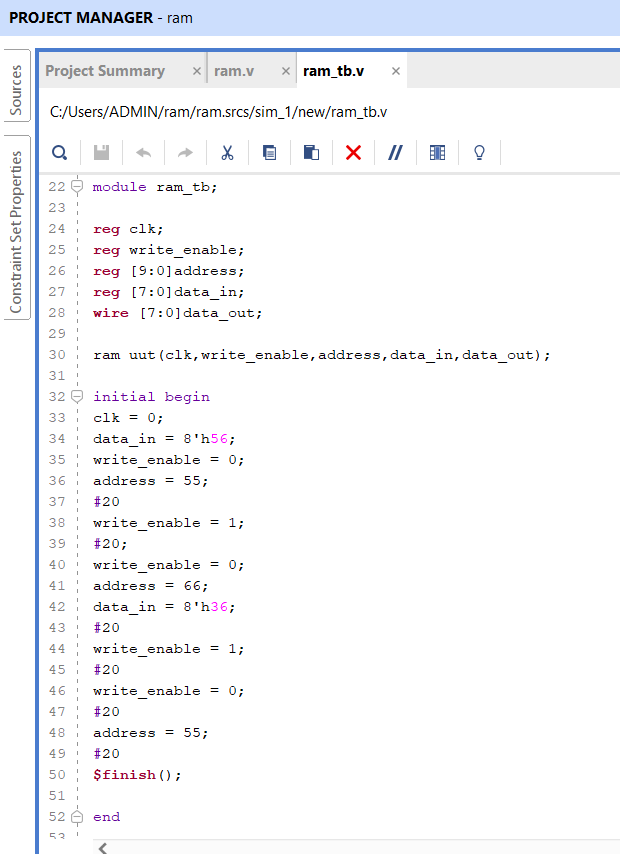 PROJECT MANAGER - ram
Sources
Constraint Set Properties
Project Summary × ram.v × ram_tb.v ×
C:/Users/ADMIN/ram/ram.srcs/sim_1/new/ram_tb.v
22 module ram_tb;
23
24 reg clk;
25 reg write_enable;
26 reg [9:0]address;
27 reg [7:0]data_in;
28 wire [7:0]data_out;
29
30 ram uut(clk,write_enable,address,data_in,data_out);
31
32 initial begin
33 clk = 0;
34 data_in = 8'h56;
35 write_enable = 0;
36 address = 55;
37 #20
38 write_enable = 1;
39 #20;
40 write_enable = 0;
41 address = 66;
42 data_in = 8'h36;
43 #20
44 write_enable = 1;
45 #20
46 write_enable = 0;
47 #20
48 address = 55;
49 #20
50 $finish();
51
52 end
53